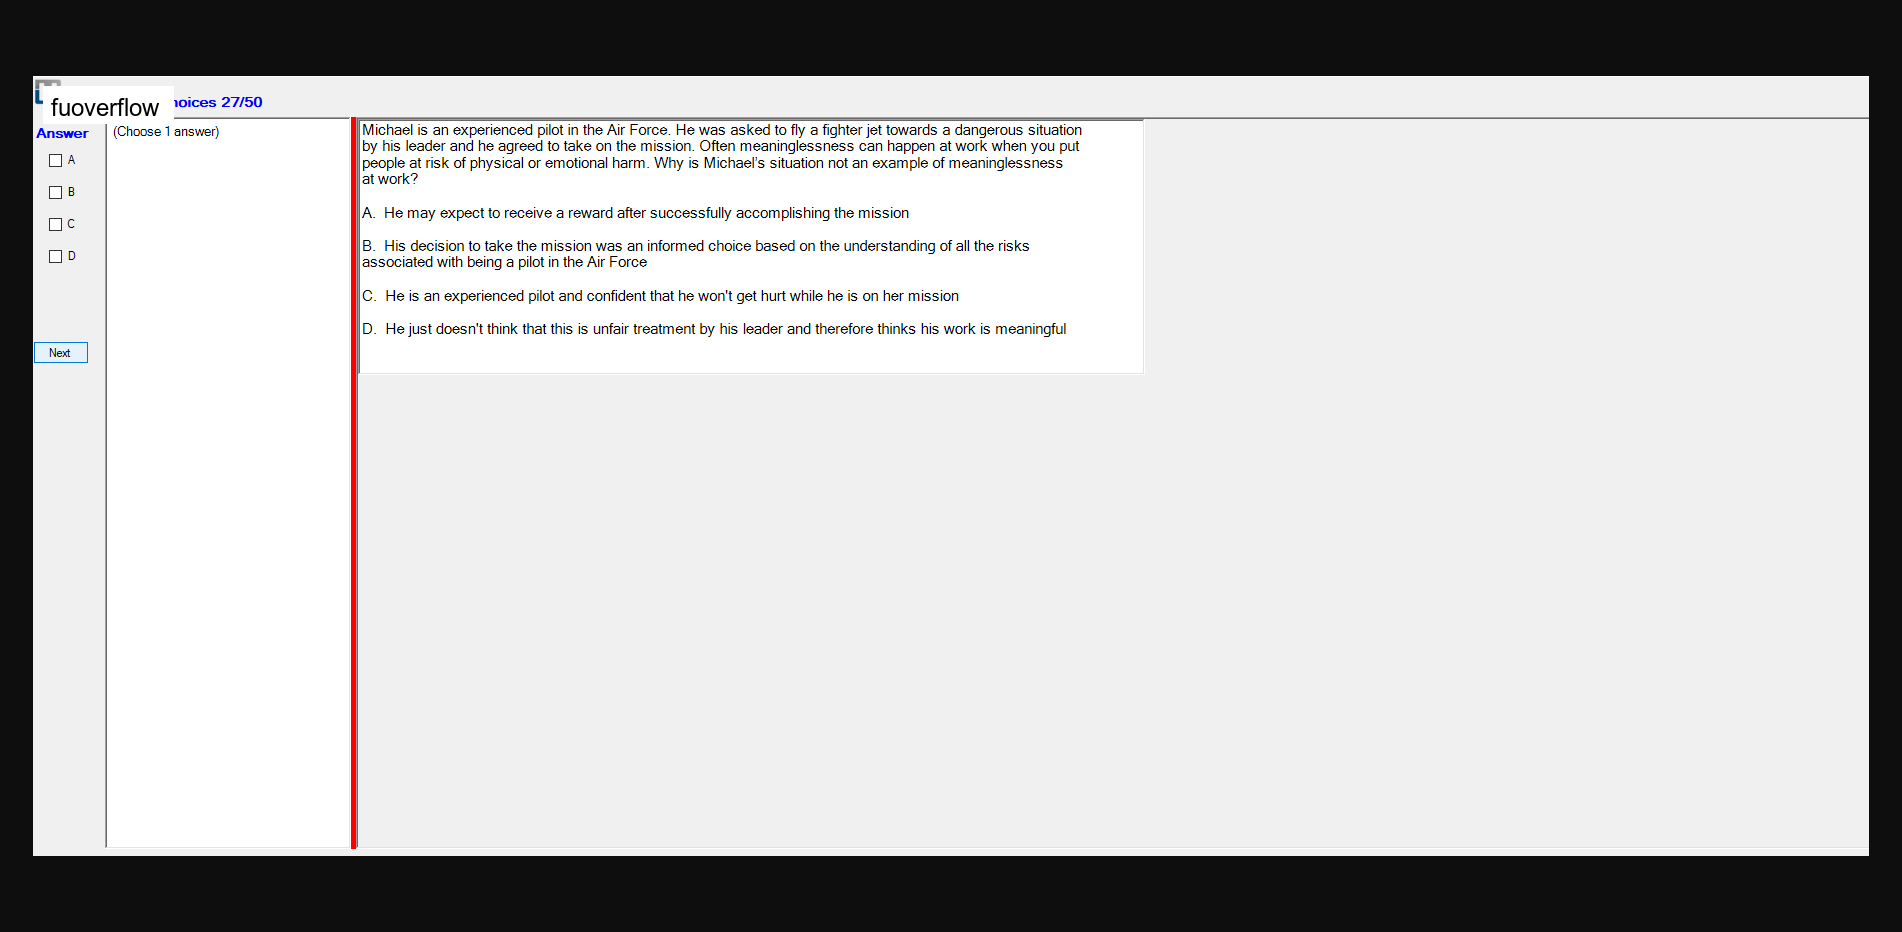 fuoverflow
hoices 27/50
Answer
(Choose 1 answer)
A
B
C
D
Next
Michael is an experienced pilot in the Air Force. He was asked to fly a fighter jet towards a dangerous situation
by his leader and he agreed to take on the mission. Often meaninglessness can happen at work when you put
people at risk of physical or emotional harm. Why is Michael's situation not an example of meaninglessness
at work?
A. He may expect to receive a reward after successfully accomplishing the mission
B. His decision to take the mission was an informed choice based on the understanding of all the risks
associated with being a pilot in the Air Force
C. He is an experienced pilot and confident that he won't get hurt while he is on her mission
D. He just doesn't think that this is unfair treatment by his leader and therefore thinks his work is meaningful